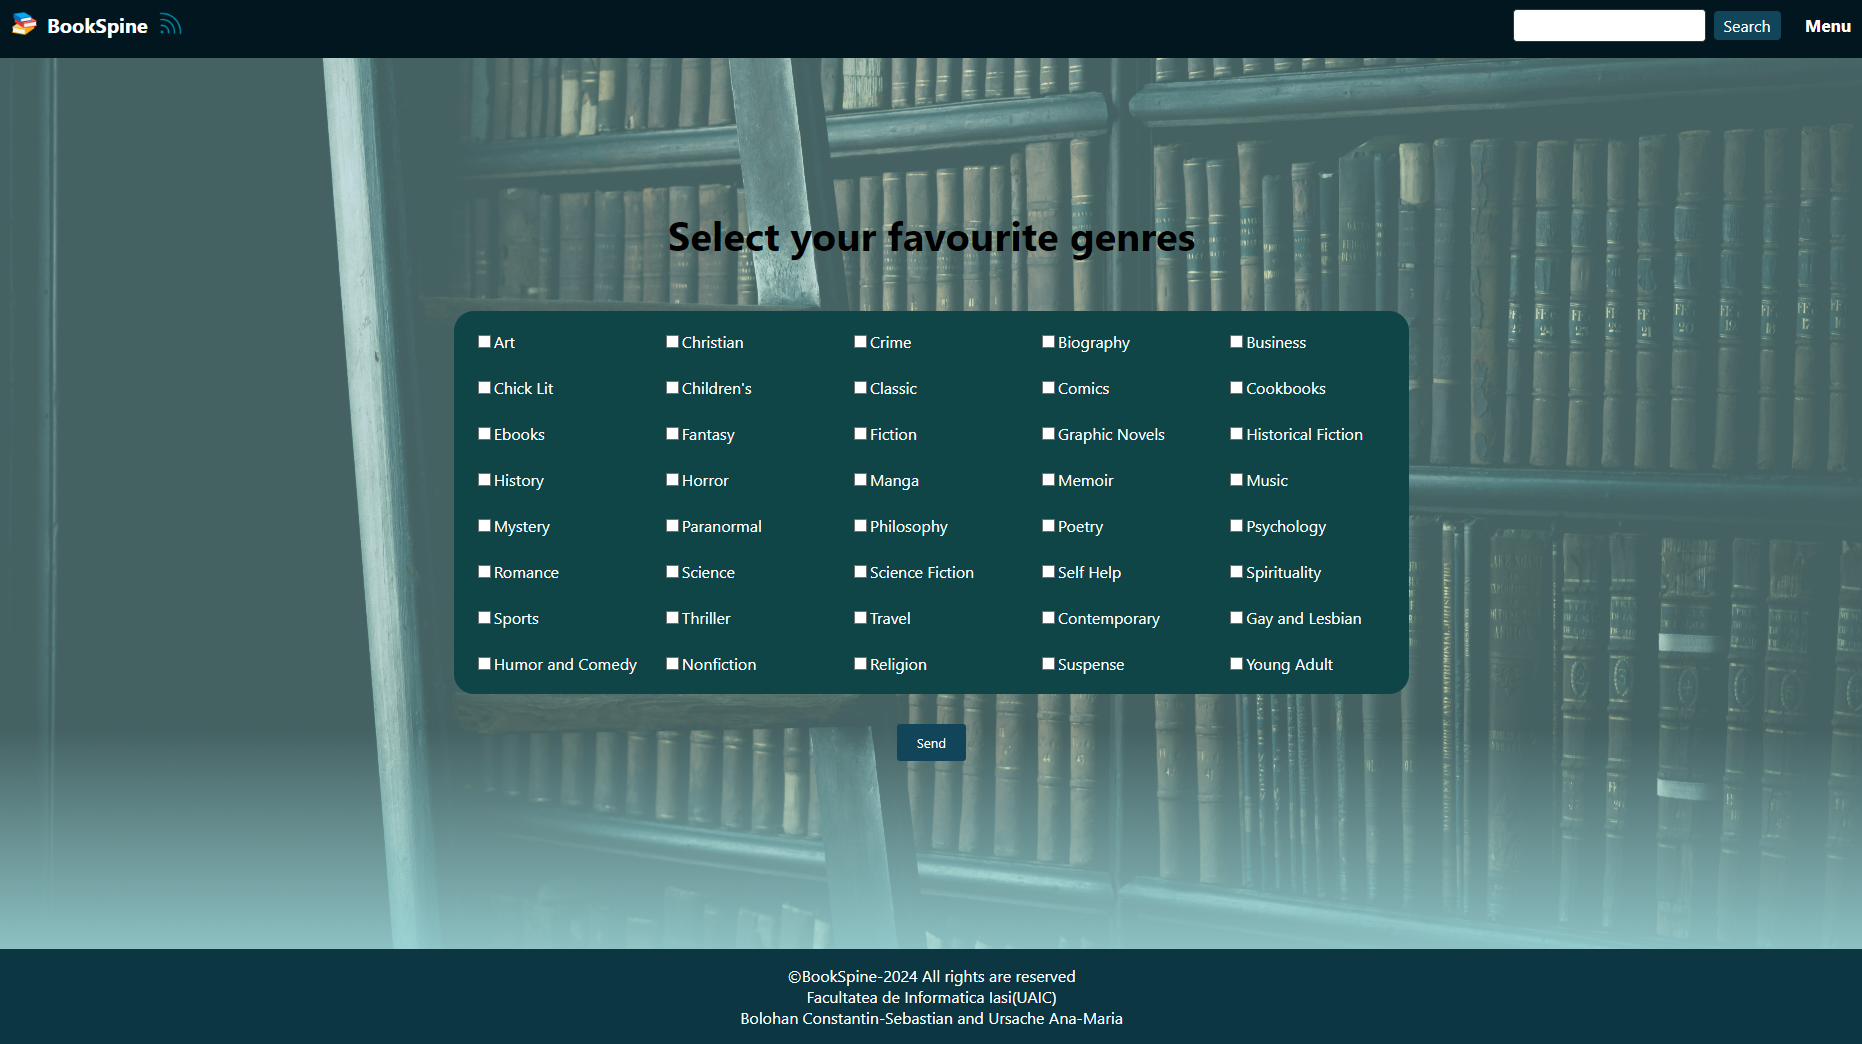 BookSpine
Search
Menu
Select your favourite genres
Art
Christian
Crime
Biography
Business
Chick Lit
Children's
Classic
Comics
Cookbooks
Ebooks
Fantasy
Fiction
Graphic Novels
Historical Fiction
History
Horror
Manga
Memoir
Music
Mystery
Paranormal
Philosophy
Poetry
Psychology
Romance
Science
Science Fiction
Self Help
Spirituality
Sports
Thriller
Travel
Contemporary
Gay and Lesbian
Humor and Comedy
Nonfiction
Religion
Suspense
Young Adult
Send
©BookSpine-2024 All rights are reserved
Facultatea de Informatica Iasi(UAIC)
Bolohan Constantin-Sebastian and Ursache Ana-Maria